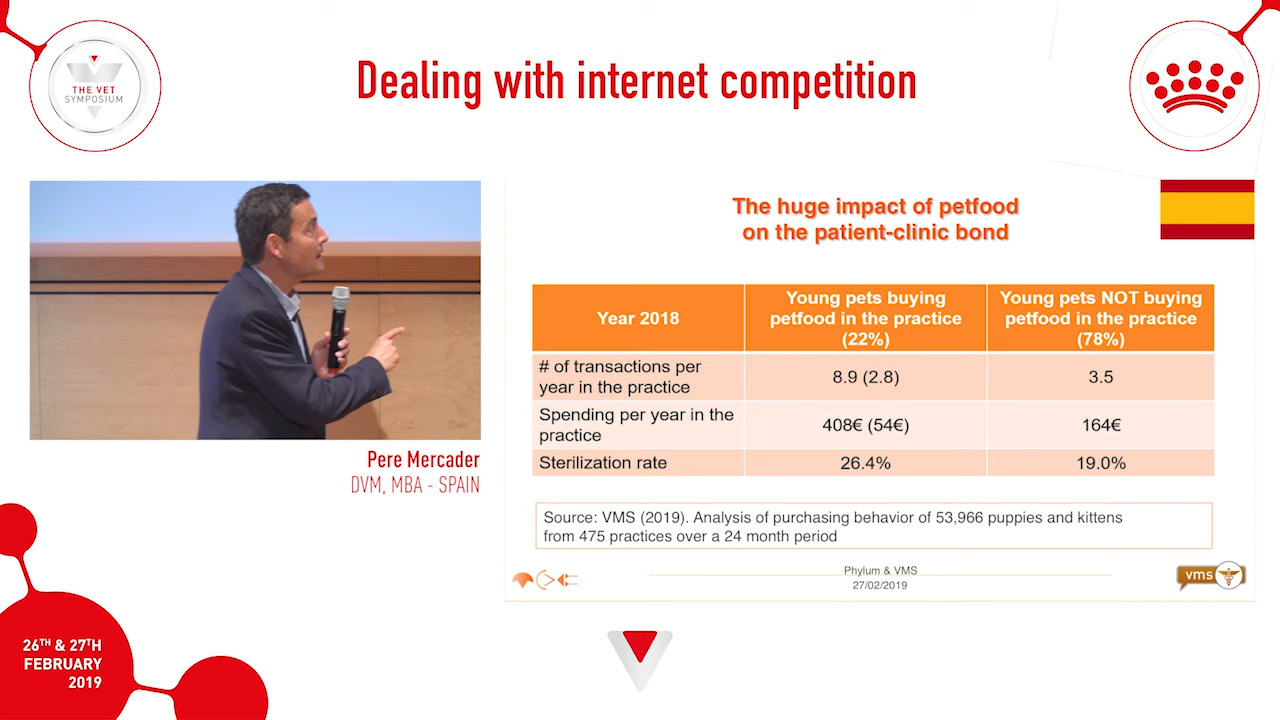 Dealing with internet competition
THE VET
SYMPOSIUM
The huge impact of petfood
on the patient-clinic bond
Year 2018
Young pets buying
petfood in the practice
(22%)
Young pets NOT buying
petfood in the practice
(78%)
# of transactions per
year in the practice
8.9 (2.8)
3.5
Spending per year in the
practice
408€ (54€)
164€
Sterilization rate
26.4%
19.0%
Source: VMS (2019). Analysis of purchasing behavior of 53,966 puppies and kittens
from 475 practices over a 24 month period
Phylum & VMS
27/02/2019
vms
Pere Mercader
DVM, MBA - SPAIN
26TH & 27TH
FEBRUARY
2019